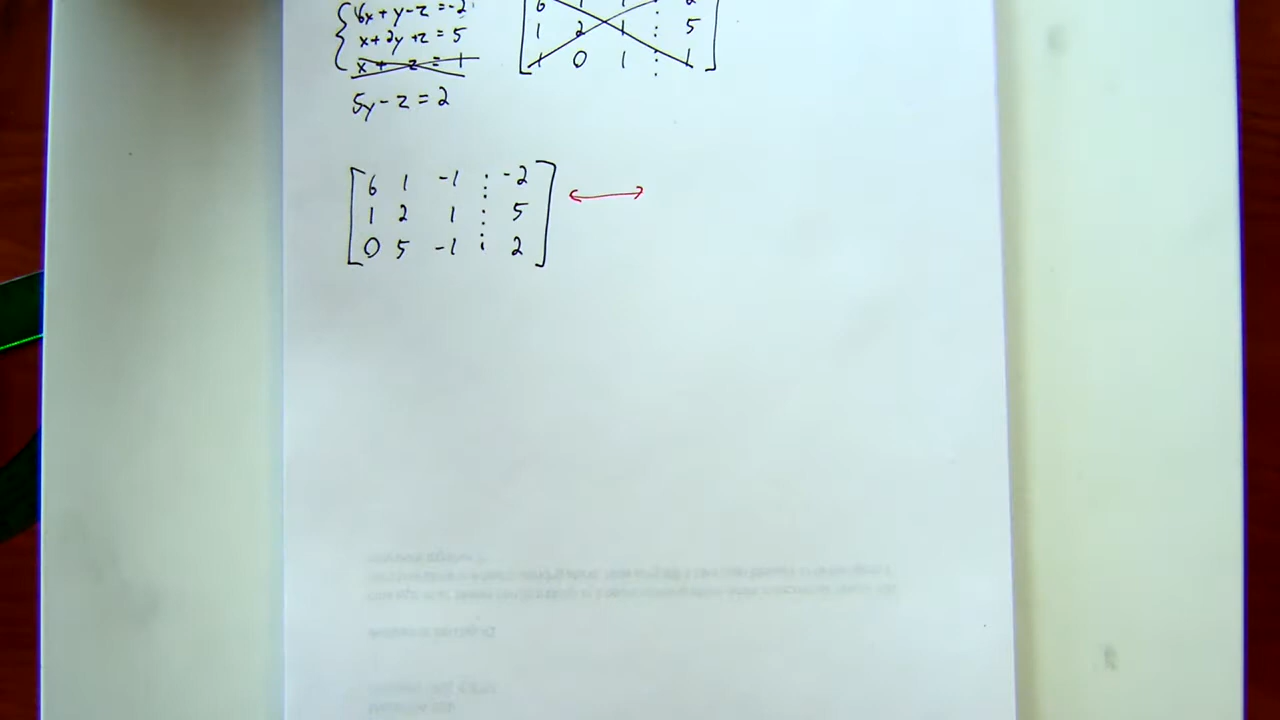 6x + y - z = -2
x + 2y + z = 5
x + z = 1
5y - z = 2
1 2 1 : 5
1 0 1 : 1
6 1 -1 : -2
1 2 1 : 5
0 5 -1 : 2